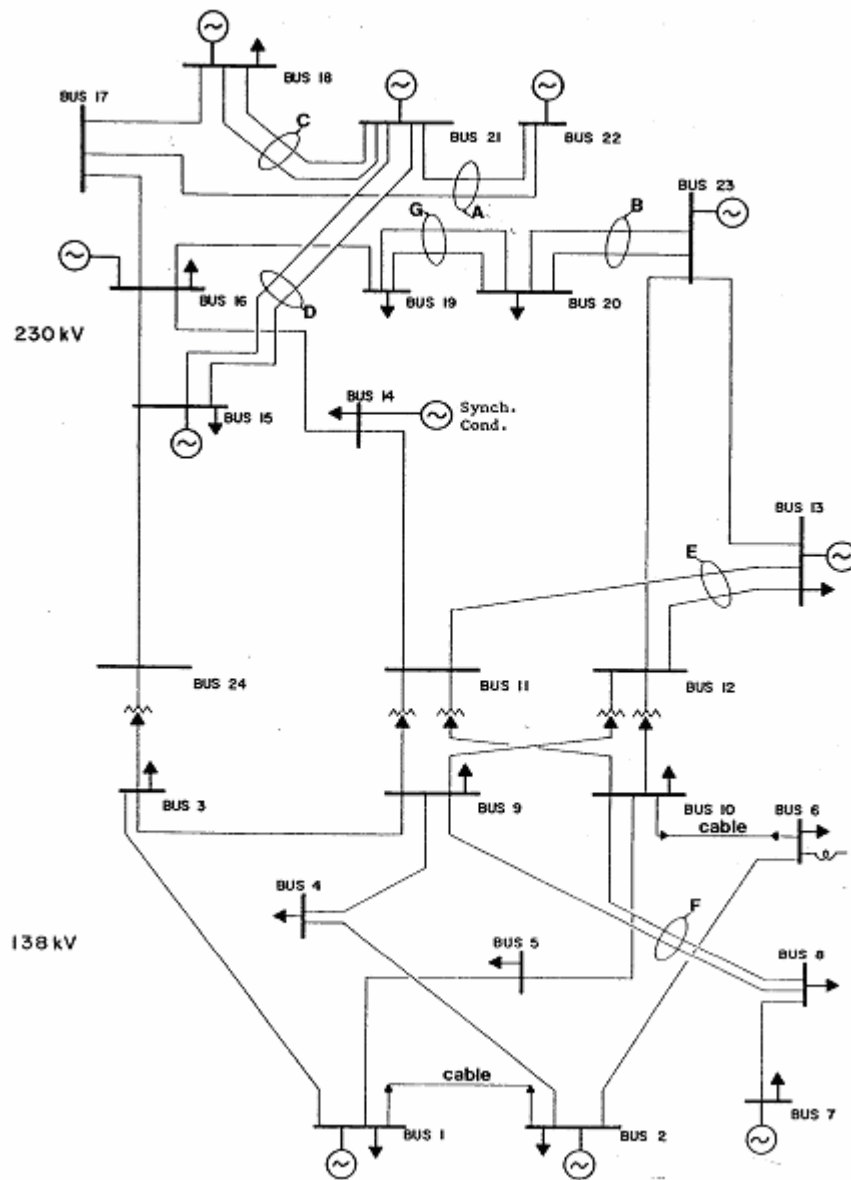 BUS 18
BUS 17
C
BUS 21
BUS 22
A
BUS 23
G
B
BUS 16
D
BUS 19
BUS 20
230 kV
BUS 15
BUS 14
Synch.
Cond.
BUS 13
E
BUS 24
BUS 11
BUS 12
BUS 3
BUS 9
BUS 10
BUS 6
cable
BUS 4
F
138 kV
BUS 5
BUS 8
cable
BUS 1
BUS 2
BUS 7